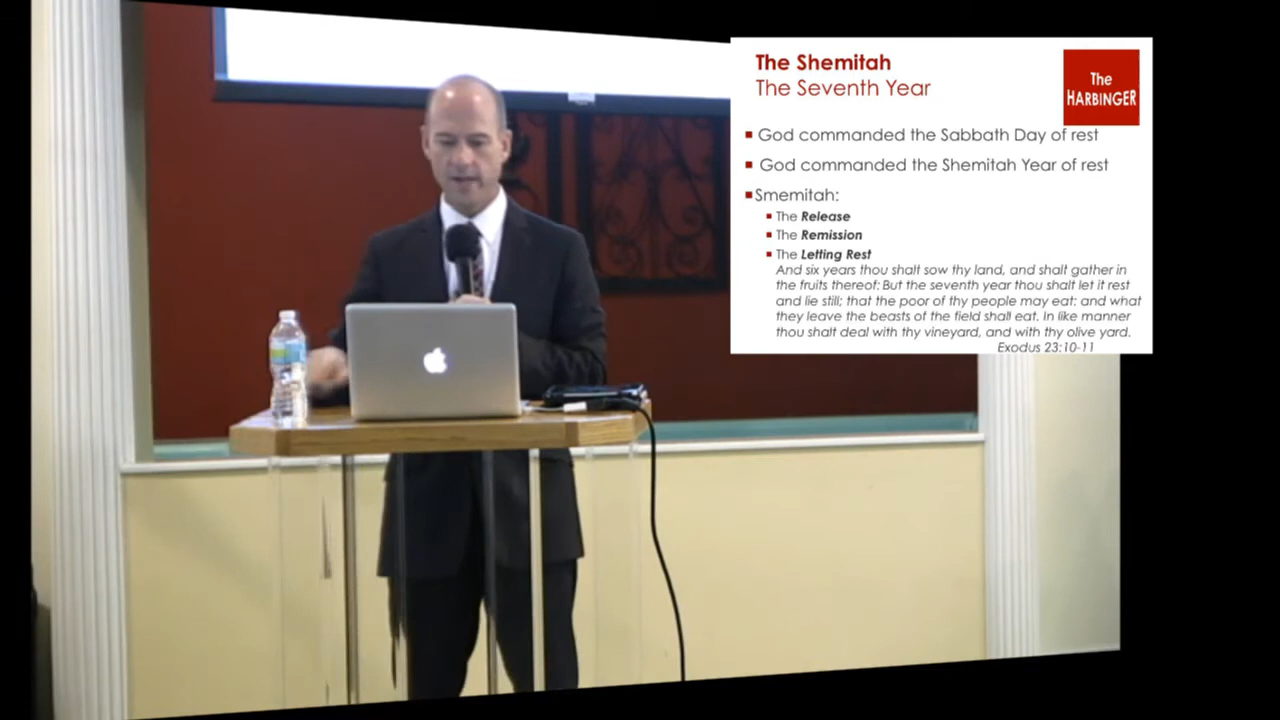 The Shemitah
The Seventh Year
The
HARBINGER
▪ God commanded the Sabbath Day of rest
▪ God commanded the Shemitah Year of rest
▪ Smemitah:
▪ The Release
▪ The Remission
▪ The Letting Rest
And six years thou shalt sow thy land, and shalt gather in
the fruits thereof: But the seventh year thou shalt let it rest
and lie still; that the poor of thy people may eat: and what
they leave the beasts of the field shall eat. In like manner
thou shalt deal with thy vineyard, and with thy olive yard.
Exodus 23:10-11